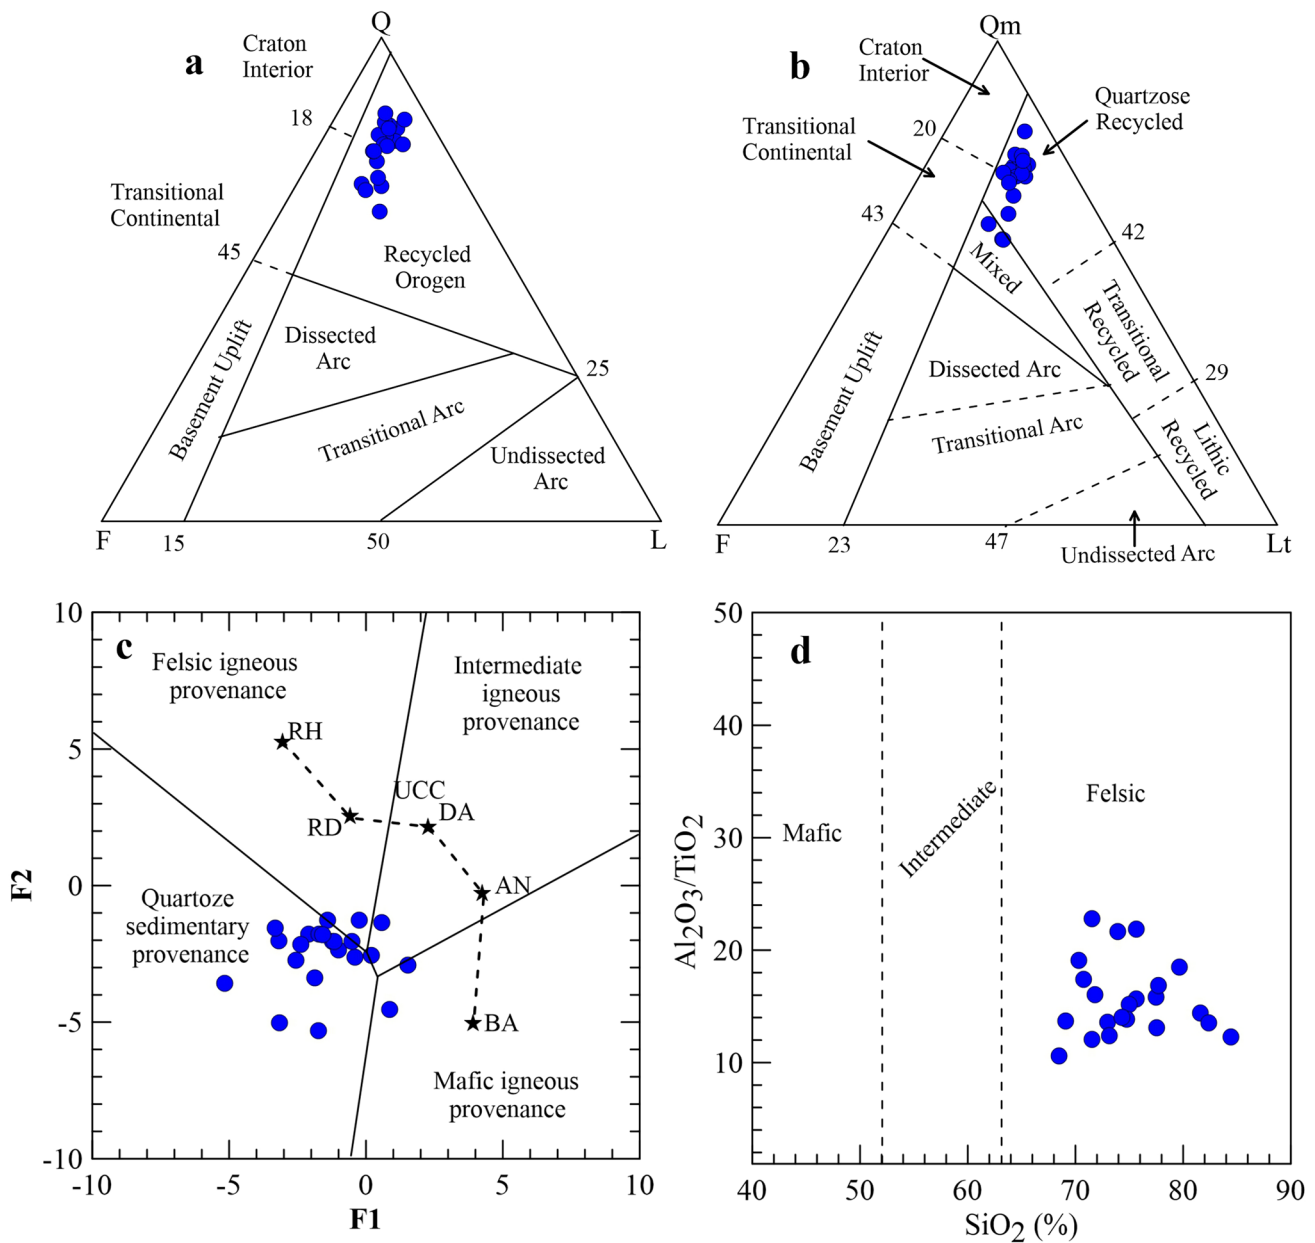 a
Q
Craton
Interior
18
Transitional
Continental
45
Recycled
Orogen
Dissected
Arc
Basement Uplift
Transitional Arc
25
Undissected
Arc
F
15
50
L
b
Qm
Craton
Interior
Quartzose
Recycled
Transitional
Continental
20
43
42
Mixed
Transitional
Recycled
Basement Uplift
Dissected Arc
29
Transitional Arc
Lithic
Recycled
F
23
47
Undissected Arc
Lt
c
10
5
0
-5
-10
F2
Felsic igneous
provenance
Intermediate
igneous
provenance
RH
UCC
RD
DA
AN
Quartoze
sedimentary
provenance
BA
Mafic igneous
provenance
-10
-5
0
5
10
F1
d
50
40
30
20
10
Al2O3/TiO2
Mafic
Intermediate
Felsic
40
50
60
70
80
90
SiO2 (%)